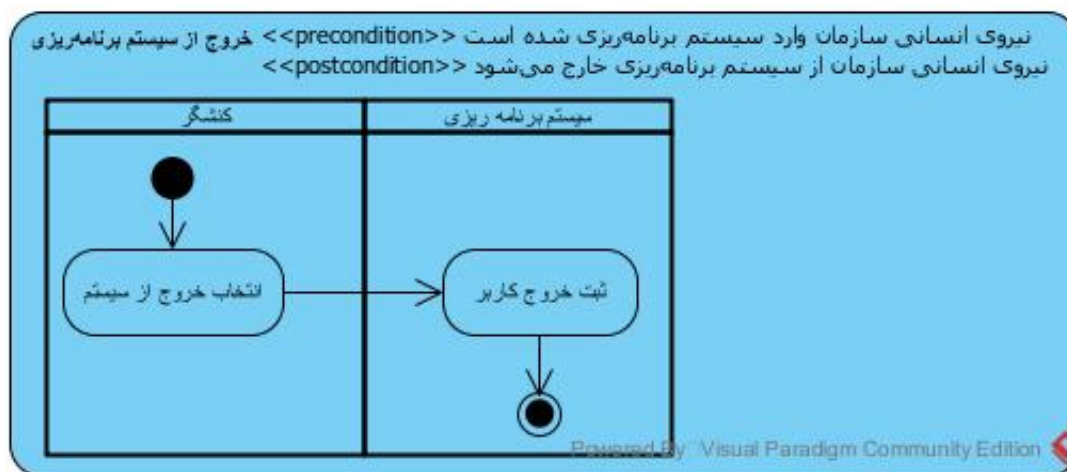 خروج از سیستم برنامه‌ریزی <<precondition>> نیروی انسانی سازمان وارد سیستم برنامه‌ریزی شده است
<<postcondition>> نیروی انسانی سازمان از سیستم برنامه‌ریزی خارج می‌شود
کنشگر
سیستم برنامه ریزی
انتخاب خروج از سیستم
ثبت خروج کاربر
Powered By Visual Paradigm Community Edition